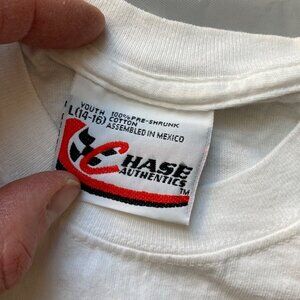 YOUTH 100% PRE-SHRUNK
L(14-16) COTTON
ASSEMBLED IN MEXICO
CHASE
AUTHENTICS
TM